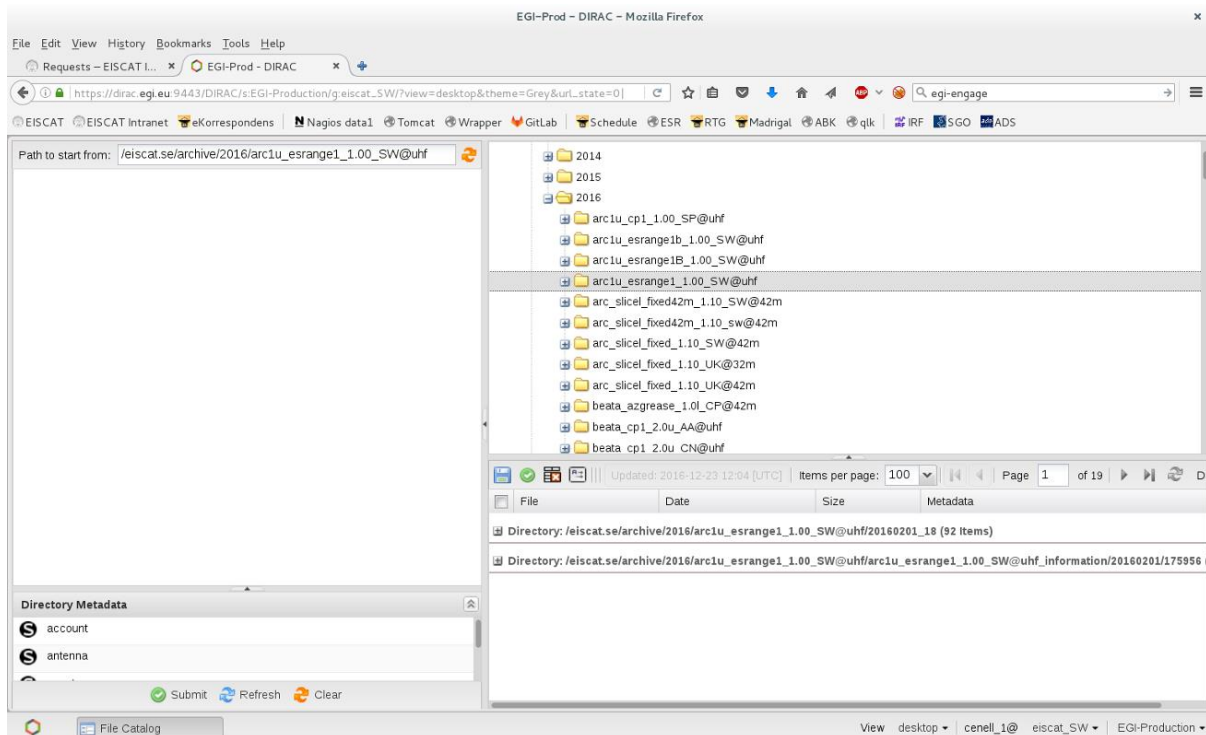 EGI-Prod – DIRAC – Mozilla Firefox
File Edit View History Bookmarks Tools Help
Requests – EISCAT I... EGI-Prod - DIRAC
https://dirac.egi.eu:9443/DIRAC/s:EGI-Production/g:eiscat_SW/?view=desktop&theme=Grey&url_state=0| egi-engage
EISCAT EISCAT Intranet eKorrespondens Nagios data1 Tomcat Wrapper GitLab Schedule ESR RTG Madrigal ABK qlk IRF SGO ADS
Path to start from: /eiscat.se/archive/2016/arc1u_esrange1_1.00_SW@uhf
2014
2015
2016
arc1u_cp1_1.00_SP@uhf
arc1u_esrange1b_1.00_SW@uhf
arc1u_esrange1B_1.00_SW@uhf
arc1u_esrange1_1.00_SW@uhf
arc_slicel_fixed42m_1.10_SW@42m
arc_slicel_fixed42m_1.10_sw@42m
arc_slicel_fixed_1.10_SW@42m
arc_slicel_fixed_1.10_UK@32m
arc_slicel_fixed_1.10_UK@42m
beata_azgrease_1.0l_CP@42m
beata_cp1_2.0u_AA@uhf
beata_cp1_2.0u_CN@uhf
Updated: 2016-12-23 12:04 [UTC] Items per page: 100 Page 1 of 19 D
File Date Size Metadata
Directory: /eiscat.se/archive/2016/arc1u_esrange1_1.00_SW@uhf/20160201_18 (92 Items)
Directory: /eiscat.se/archive/2016/arc1u_esrange1_1.00_SW@uhf/arc1u_esrange1_1.00_SW@uhf_information/20160201/175956
Directory Metadata
account
antenna
Submit Refresh Clear
File Catalog View desktop cenell_1@ eiscat_SW EGI-Production